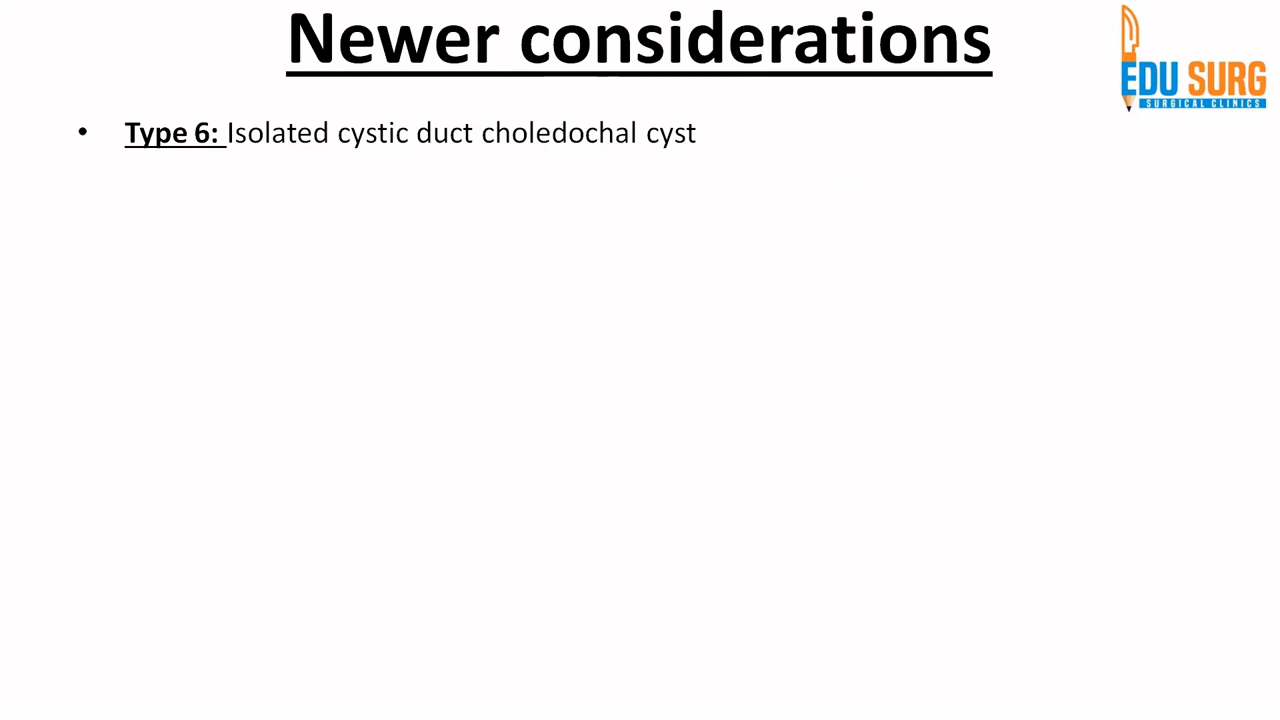 Newer considerations
EDU SURG
SURGICAL CLINICS
• Type 6: Isolated cystic duct choledochal cyst